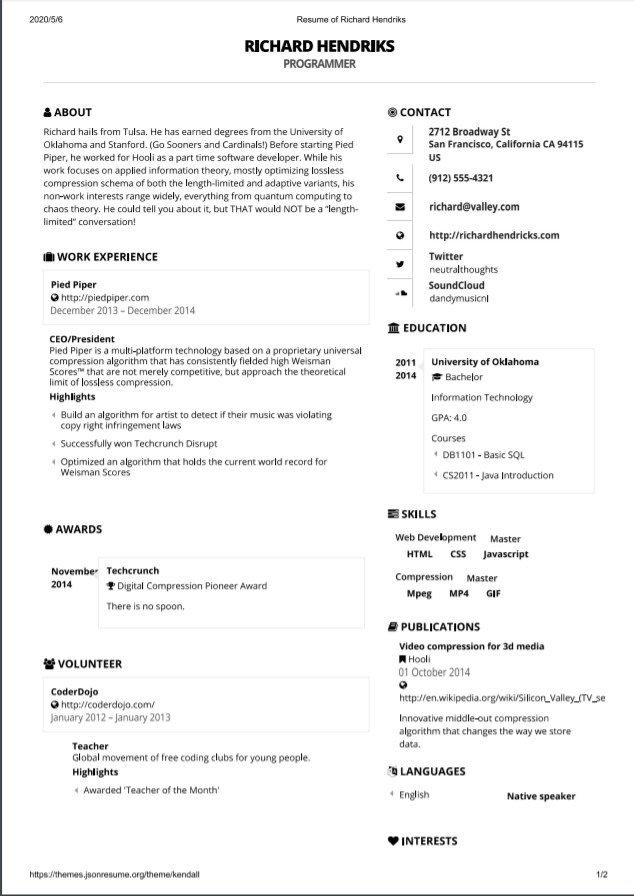 2020/5/6
Resume of Richard Hendriks
RICHARD HENDRIKS
PROGRAMMER
ABOUT
Richard hails from Tulsa. He has earned degrees from the University of
Oklahoma and Stanford. (Go Sooners and Cardinals!) Before starting Pied
Piper, he worked for Hooli as a part time software developer. While his
work focuses on applied information theory, mostly optimizing lossless
compression schema of both the length-limited and adaptive variants, his
non-work interests range widely, everything from quantum computing to
chaos theory. He could tell you about it, but THAT would NOT be a “length-
limited” conversation!
WORK EXPERIENCE
Pied Piper
http://piedpiper.com
December 2013 – December 2014
CEO/President
Pied Piper is a multi-platform technology based on a proprietary universal
compression algorithm that has consistently fielded high Weisman
Scores™ that are not merely competitive, but approach the theoretical
limit of lossless compression.
Highlights
Build an algorithm for artist to detect if their music was violating
copy right infringement laws
Successfully won Techcrunch Disrupt
Optimized an algorithm that holds the current world record for
Weisman Scores
AWARDS
November
2014
Techcrunch
Digital Compression Pioneer Award
There is no spoon.
VOLUNTEER
CoderDojo
http://coderdojo.com/
January 2012 – January 2013
Teacher
Global movement of free coding clubs for young people.
Highlights
Awarded 'Teacher of the Month'
CONTACT
2712 Broadway St
San Francisco, California CA 94115
US
(912) 555-4321
richard@valley.com
http://richardhendricks.com
Twitter
neutralthoughts
SoundCloud
dandymusicnl
EDUCATION
2011
2014
University of Oklahoma
Bachelor
Information Technology
GPA: 4.0
Courses
DB1101 - Basic SQL
CS2011 - Java Introduction
SKILLS
Web Development Master
HTML CSS Javascript
Compression Master
Mpeg MP4 GIF
PUBLICATIONS
Video compression for 3d media
Hooli
01 October 2014
http://en.wikipedia.org/wiki/Silicon_Valley_(TV_se
Innovative middle-out compression
algorithm that changes the way we store
data.
LANGUAGES
English Native speaker
INTERESTS
https://themes.jsonresume.org/theme/kendall
1/2